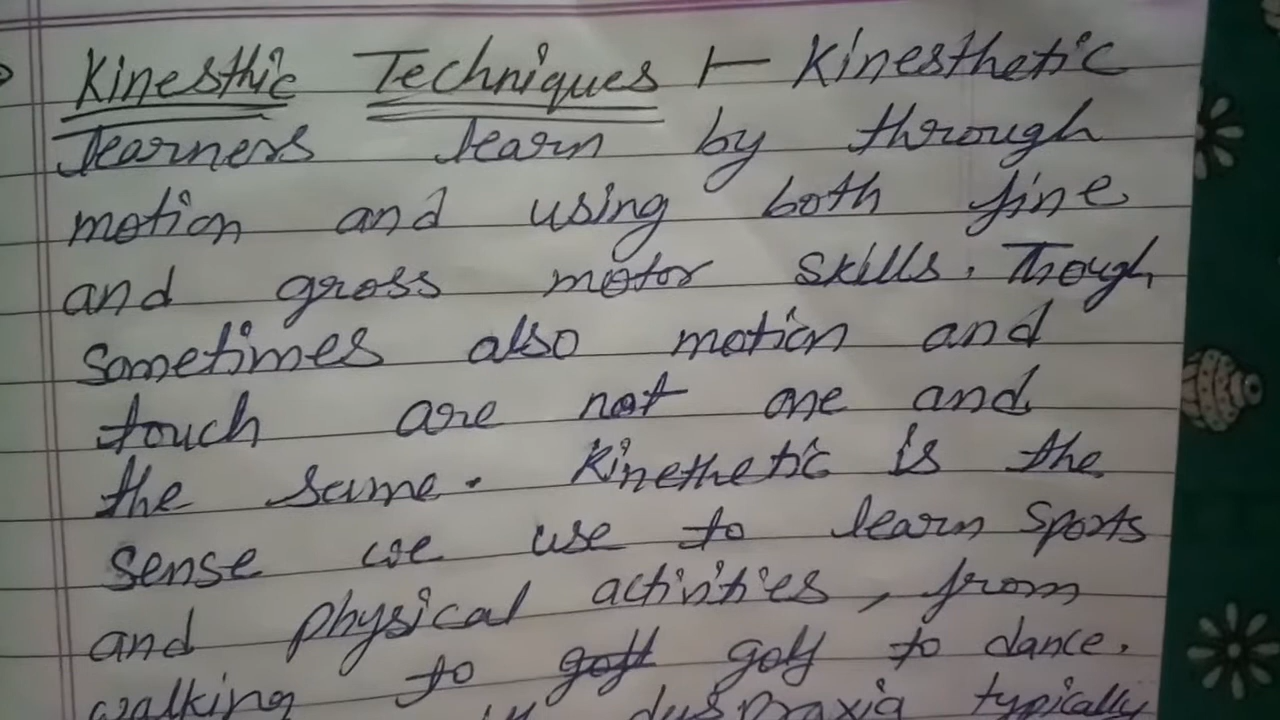 Kinesthic Techniques :- Kinesthetic
learners learn by through
motion and using both fine
and gross motor skills. Though
sometimes also motion and
touch are not one and
the same. Kinethetic is the
sense we use to learn sports
and physical activities, from
walking to golf golf to dance.
dyspraxia typically